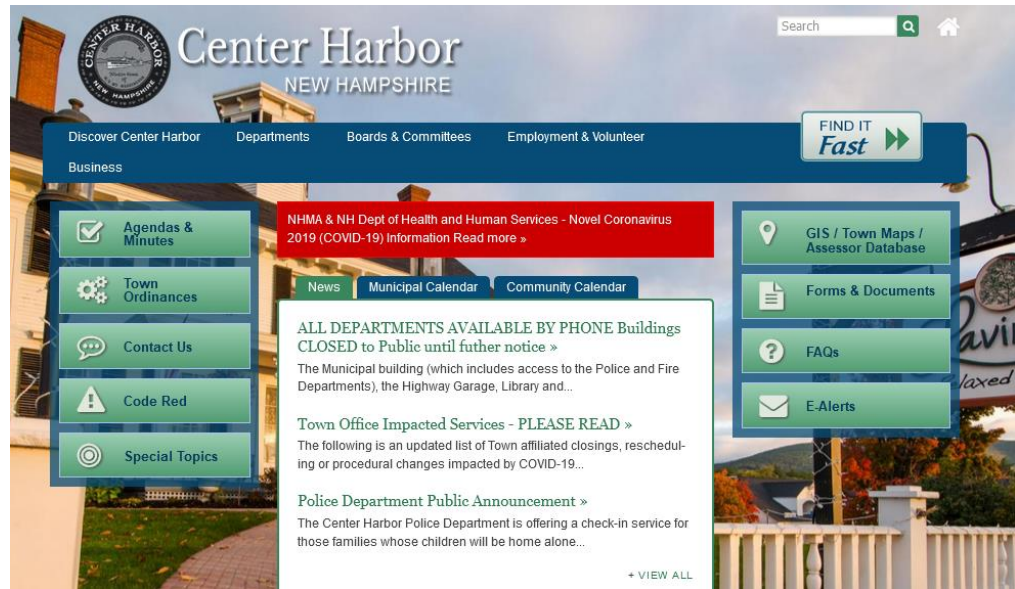 CENTER HARBOR
NEW HAMPSHIRE
Center Harbor
NEW HAMPSHIRE
Search
Discover Center Harbor
Departments
Boards & Committees
Employment & Volunteer
Business
FIND IT
Fast
Agendas &
Minutes
Town
Ordinances
Contact Us
Code Red
Special Topics
NHMA & NH Dept of Health and Human Services - Novel Coronavirus
2019 (COVID-19) Information Read more »
News
Municipal Calendar
Community Calendar
ALL DEPARTMENTS AVAILABLE BY PHONE Buildings
CLOSED to Public until futher notice »
The Municipal building (which includes access to the Police and Fire
Departments), the Highway Garage, Library and...
Town Office Impacted Services - PLEASE READ »
The following is an updated list of Town affiliated closings, reschedul-
ing or procedural changes impacted by COVID-19...
Police Department Public Announcement »
The Center Harbor Police Department is offering a check-in service for
those families whose children will be home alone...
+ VIEW ALL
GIS / Town Maps /
Assessor Database
Forms & Documents
FAQs
E-Alerts